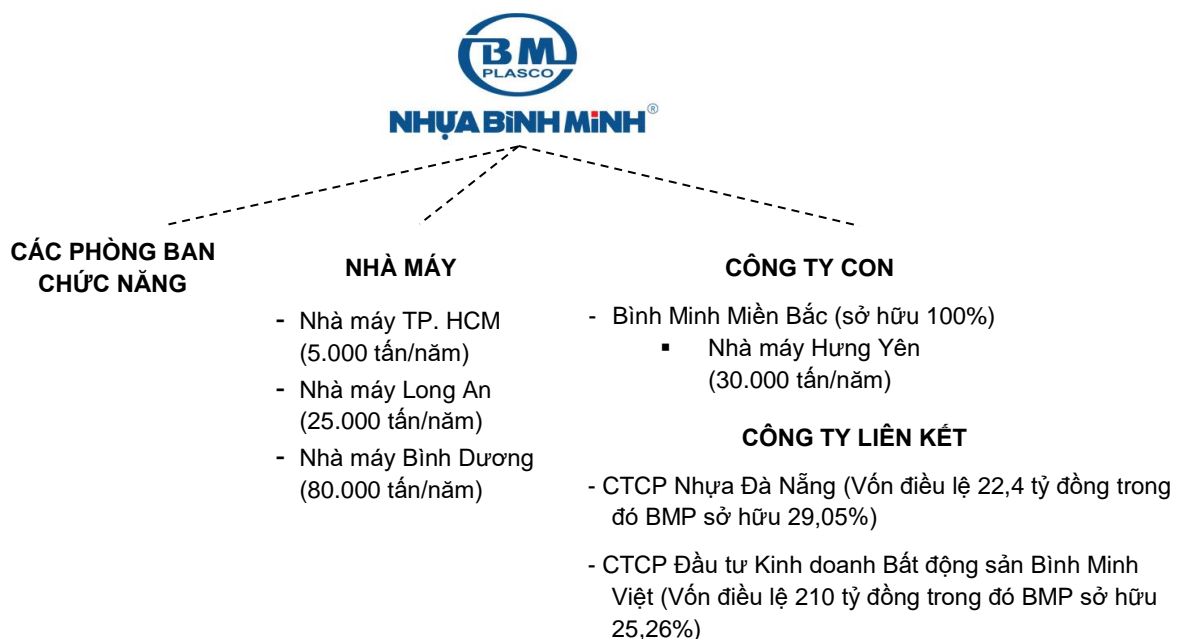 BM
PLASCO
NHỰA BÌNH MINH®
CÁC PHÒNG BAN
CHỨC NĂNG
NHÀ MÁY
- Nhà máy TP. HCM
(5.000 tấn/năm)
- Nhà máy Long An
(25.000 tấn/năm)
- Nhà máy Bình Dương
(80.000 tấn/năm)
CÔNG TY CON
- Bình Minh Miền Bắc (sở hữu 100%)
▪ Nhà máy Hưng Yên
(30.000 tấn/năm)
CÔNG TY LIÊN KẾT
- CTCP Nhựa Đà Nẵng (Vốn điều lệ 22,4 tỷ đồng trong
đó BMP sở hữu 29,05%)
- CTCP Đầu tư Kinh doanh Bất động sản Bình Minh
Việt (Vốn điều lệ 210 tỷ đồng trong đó BMP sở hữu
25,26%)